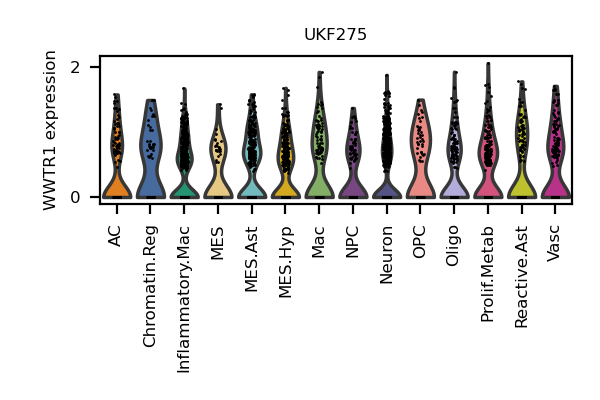 UKF275
WWTR1 expression
2
0
AC
Chromatin.Reg
Inflammatory.Mac
MES
MES.Ast
MES.Hyp
Mac
NPC
Neuron
OPC
Oligo
Prolif.Metab
Reactive.Ast
Vasc